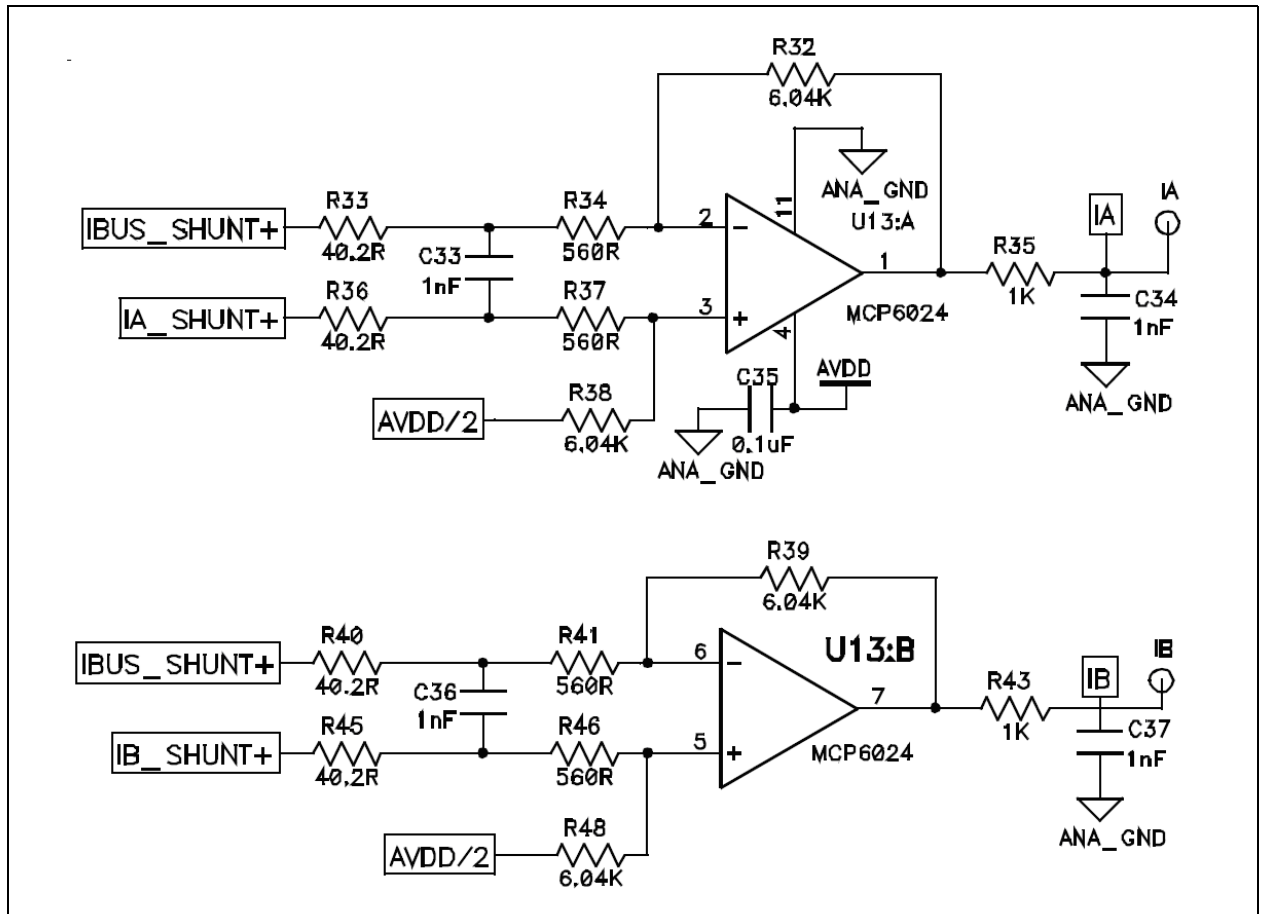 R32
6.04K
ANA_GND
11
U13:A
IBUS_SHUNT+
R33
40.2R
R34
560R
2
−
C33
1nF
IA_SHUNT+
R36
40.2R
R37
560R
3
+
1
MCP6024
4
R35
1K
IA
IA
C34
1nF
ANA_GND
AVDD/2
R38
6.04K
C35
0.1uF
ANA_GND
AVDD
R39
6.04K
U13:B
IBUS_SHUNT+
R40
40.2R
R41
560R
6
−
C36
1nF
IB_SHUNT+
R45
40.2R
R46
560R
5
+
7
MCP6024
R43
1K
IB
IB
C37
1nF
ANA_GND
AVDD/2
R48
6.04K